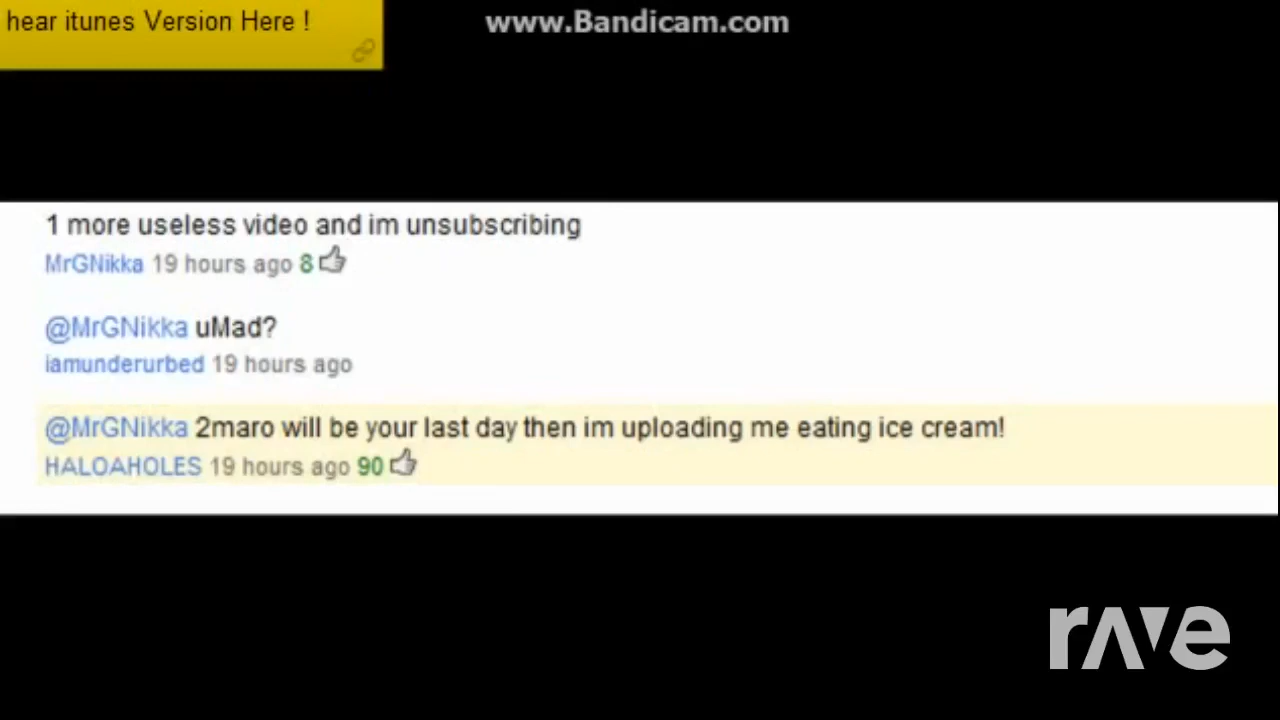 hear itunes Version Here !
www.Bandicam.com
1 more useless video and im unsubscribing
MrGNikka 19 hours ago 8
@MrGNikka uMad?
iamunderurbed 19 hours ago
@MrGNikka 2maro will be your last day then im uploading me eating ice cream!
HALOAHOLES 19 hours ago 90
rave